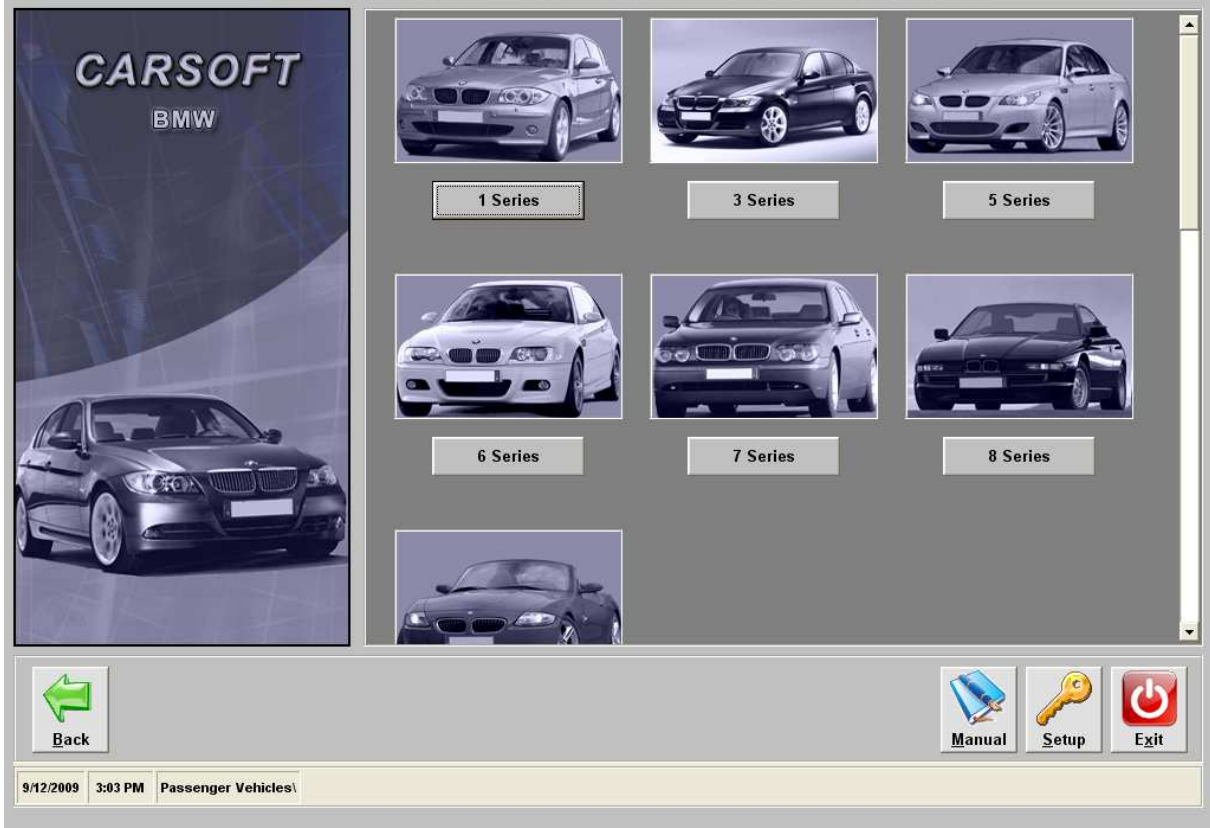 CARSOFT
BMW
1 Series
3 Series
5 Series
6 Series
7 Series
8 Series
Back
Manual
Setup
Exit
9/12/2009
3:03 PM
Passenger Vehicles\